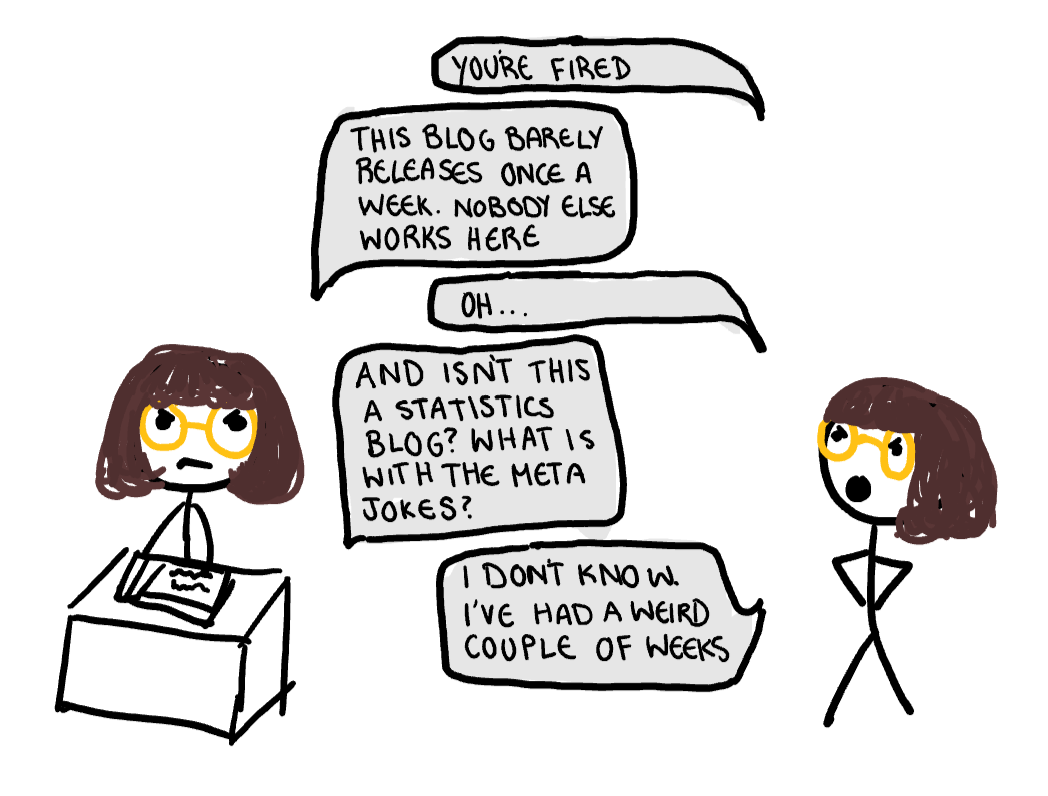 YOU'RE FIRED
THIS BLOG BARELY
RELEASES ONCE A
WEEK. NOBODY ELSE
WORKS HERE
OH...
AND ISN'T THIS
A STATISTICS
BLOG? WHAT IS
WITH THE META
JOKES?
I DON'T KNOW.
I'VE HAD A WEIRD
COUPLE OF WEEKS